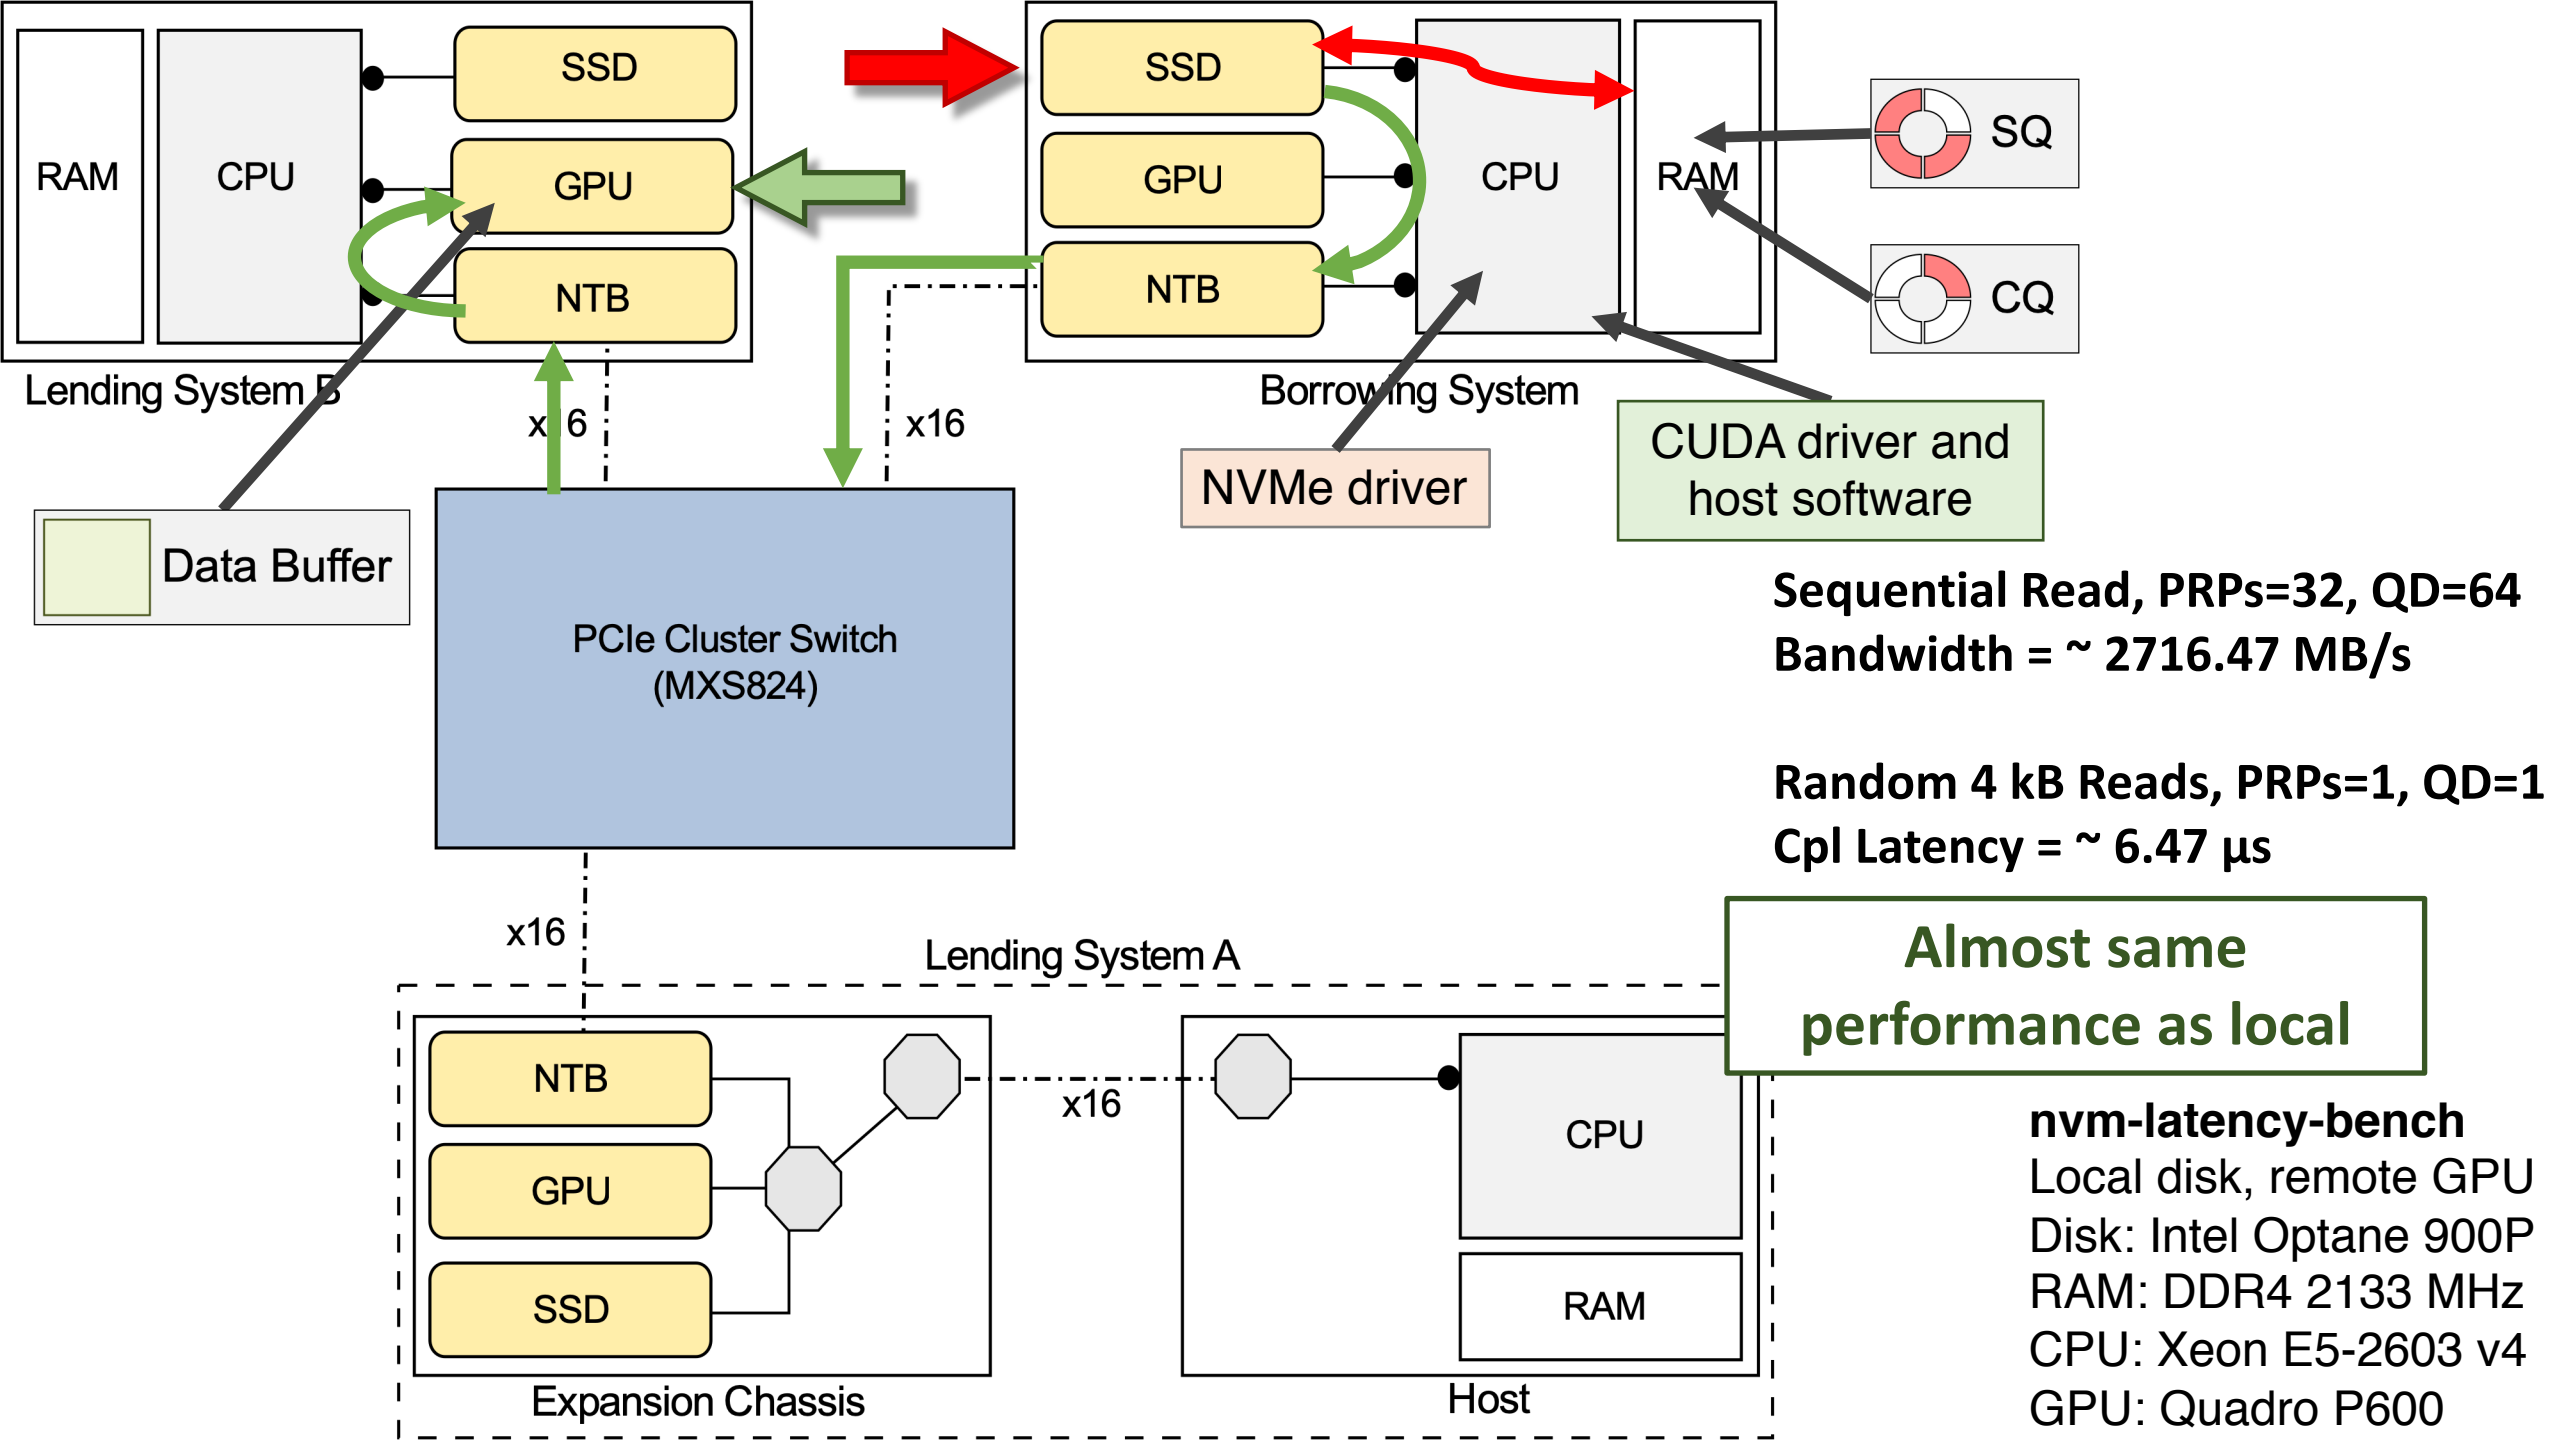 RAM
CPU
SSD
GPU
NTB
Lending System B
SSD
GPU
NTB
CPU
RAM
Borrowing System
SQ
CQ
x16
x16
NVMe driver
CUDA driver and
host software
Data Buffer
PCIe Cluster Switch
(MXS824)
Sequential Read, PRPs=32, QD=64
Bandwidth = ~ 2716.47 MB/s
Random 4 kB Reads, PRPs=1, QD=1
Cpl Latency = ~ 6.47 µs
Almost same
performance as local
x16
Lending System A
NTB
GPU
SSD
Expansion Chassis
x16
CPU
RAM
Host
nvm-latency-bench
Local disk, remote GPU
Disk: Intel Optane 900P
RAM: DDR4 2133 MHz
CPU: Xeon E5-2603 v4
GPU: Quadro P600